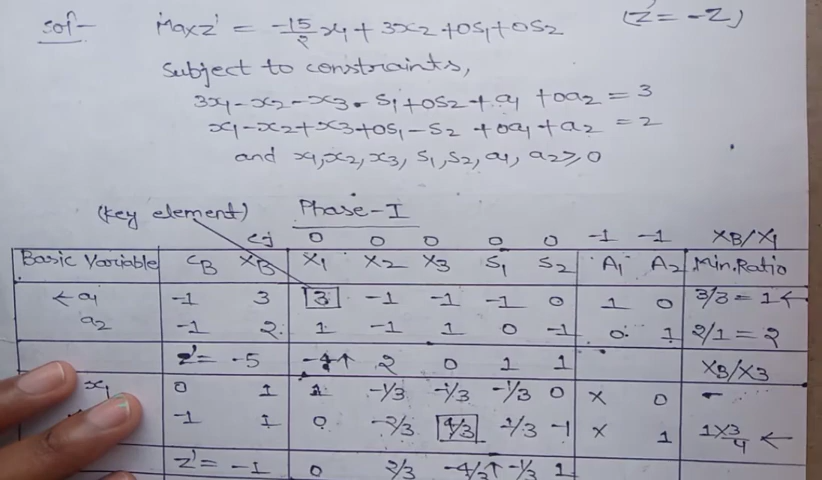 sol- Max z' = -15/2 x1 + 3x2 + 0s1 + 0s2 (z' = -z)
Subject to constraints,
3x1 - x2 - x3 - s1 + 0s2 + a1 + 0a2 = 3
x1 - x2 + x3 + 0s1 - s2 + 0a1 + a2 = 2
and x1, x2, x3, s1, s2, a1, a2 ≥ 0
(key element) Phase-I
Cj 0 0 0 0 0 -1 -1 XB/X1
Basic Variable CB XB X1 X2 X3 S1 S2 A1 A2 Min. Ratio
← a1 -1 3 3 -1 -1 -1 0 1 0 3/3 = 1 ←
a2 -1 2 1 -1 1 0 -1 0 1 2/1 = 2
z' = -5 -4↑ 2 0 1 1 XB/X3
x1 0 1 1 -1/3 -1/3 -1/3 0 x 0 -
-1 1 0 -2/3 4/3 1/3 -1 x 1 1x3/4 ←
z' = -1 0 2/3 -4/3↑ -1/3 1